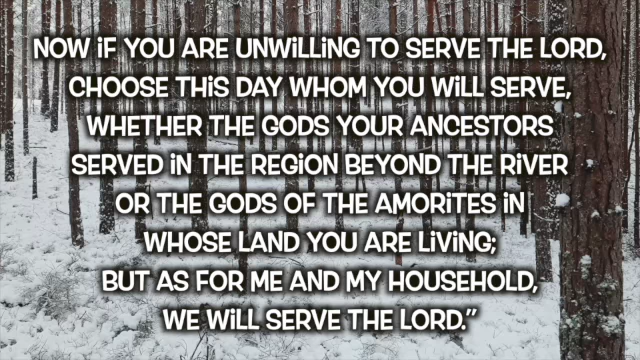 NOW iF YOU ARE UNWiLLiNG TO SERVE THE LORD,
CHOOSE THiS DAY WHOM YOU WiLL SERVE,
WHETHER THE GODS YOUR ANCESTORS
SERVED iN THE REGiON BEYOND THE RiVER
OR THE GODS OF THE AMORiTES iN
WHOSE LAND YOU ARE LiViNG;
BUT AS FOR ME AND MY HOUSEHOLD,
WE WiLL SERVE THE LORD.”